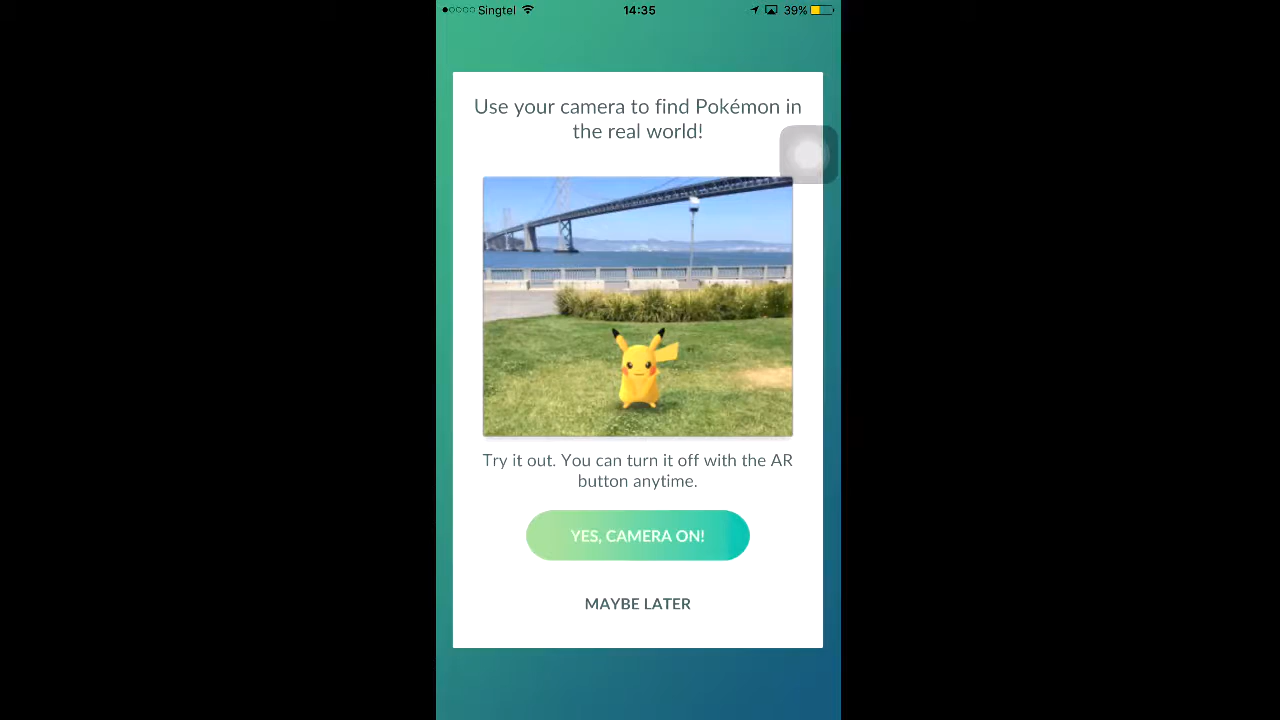 Singtel 14:35 39%
Use your camera to find Pokémon in
the real world!
Try it out. You can turn it off with the AR
button anytime.
YES, CAMERA ON!
MAYBE LATER